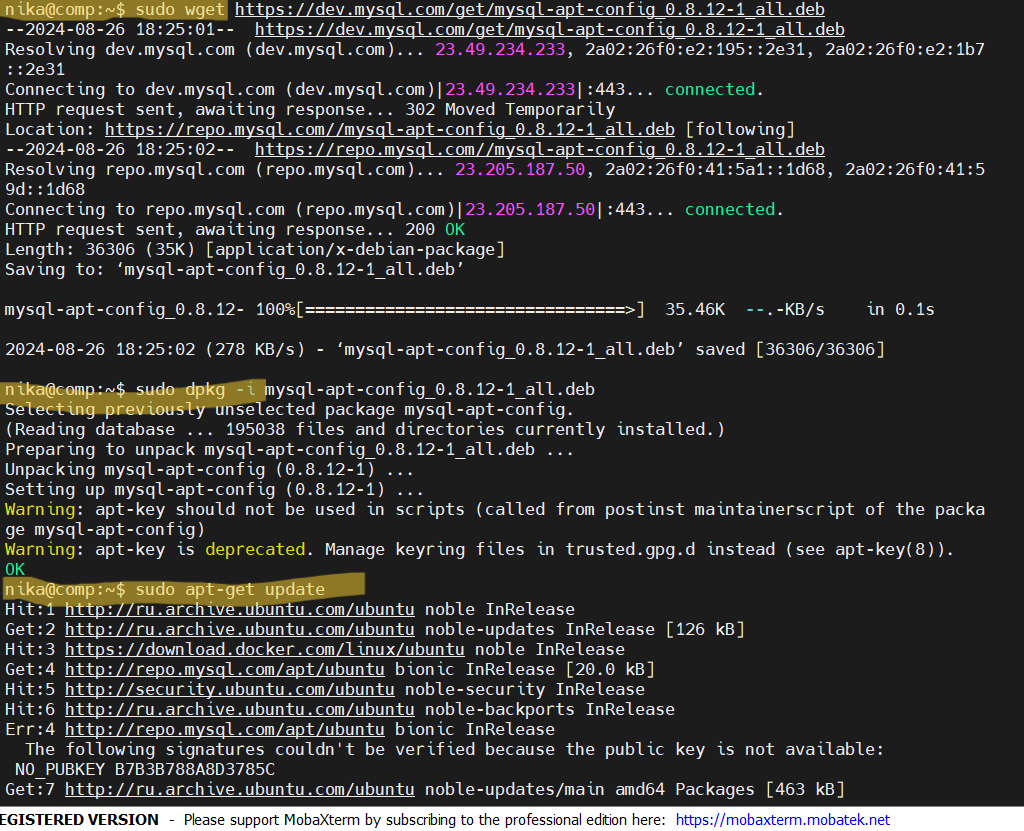 nika@comp:~$ sudo wget https://dev.mysql.com/get/mysql-apt-config_0.8.12-1_all.deb
--2024-08-26 18:25:01--  https://dev.mysql.com/get/mysql-apt-config_0.8.12-1_all.deb
Resolving dev.mysql.com (dev.mysql.com)... 23.49.234.233, 2a02:26f0:e2:195::2e31, 2a02:26f0:e2:1b7
::2e31
Connecting to dev.mysql.com (dev.mysql.com)|23.49.234.233|:443... connected.
HTTP request sent, awaiting response... 302 Moved Temporarily
Location: https://repo.mysql.com//mysql-apt-config_0.8.12-1_all.deb [following]
--2024-08-26 18:25:02--  https://repo.mysql.com//mysql-apt-config_0.8.12-1_all.deb
Resolving repo.mysql.com (repo.mysql.com)... 23.205.187.50, 2a02:26f0:41:5a1::1d68, 2a02:26f0:41:5
9d::1d68
Connecting to repo.mysql.com (repo.mysql.com)|23.205.187.50|:443... connected.
HTTP request sent, awaiting response... 200 OK
Length: 36306 (35K) [application/x-debian-package]
Saving to: ‘mysql-apt-config_0.8.12-1_all.deb’
mysql-apt-config_0.8.12- 100%[================================>]  35.46K  --.-KB/s    in 0.1s
2024-08-26 18:25:02 (278 KB/s) - ‘mysql-apt-config_0.8.12-1_all.deb’ saved [36306/36306]
nika@comp:~$ sudo dpkg -i mysql-apt-config_0.8.12-1_all.deb
Selecting previously unselected package mysql-apt-config.
(Reading database ... 195038 files and directories currently installed.)
Preparing to unpack mysql-apt-config_0.8.12-1_all.deb ...
Unpacking mysql-apt-config (0.8.12-1) ...
Setting up mysql-apt-config (0.8.12-1) ...
Warning: apt-key should not be used in scripts (called from postinst maintainerscript of the packa
ge mysql-apt-config)
Warning: apt-key is deprecated. Manage keyring files in trusted.gpg.d instead (see apt-key(8)).
OK
nika@comp:~$ sudo apt-get update
Hit:1 http://ru.archive.ubuntu.com/ubuntu noble InRelease
Get:2 http://ru.archive.ubuntu.com/ubuntu noble-updates InRelease [126 kB]
Hit:3 https://download.docker.com/linux/ubuntu noble InRelease
Get:4 http://repo.mysql.com/apt/ubuntu bionic InRelease [20.0 kB]
Hit:5 http://security.ubuntu.com/ubuntu noble-security InRelease
Hit:6 http://ru.archive.ubuntu.com/ubuntu noble-backports InRelease
Err:4 http://repo.mysql.com/apt/ubuntu bionic InRelease
  The following signatures couldn't be verified because the public key is not available:
 NO_PUBKEY B7B3B788A8D3785C
Get:7 http://ru.archive.ubuntu.com/ubuntu noble-updates/main amd64 Packages [463 kB]
EGISTERED VERSION  -  Please support MobaXterm by subscribing to the professional edition here:  https://mobaxterm.mobatek.net